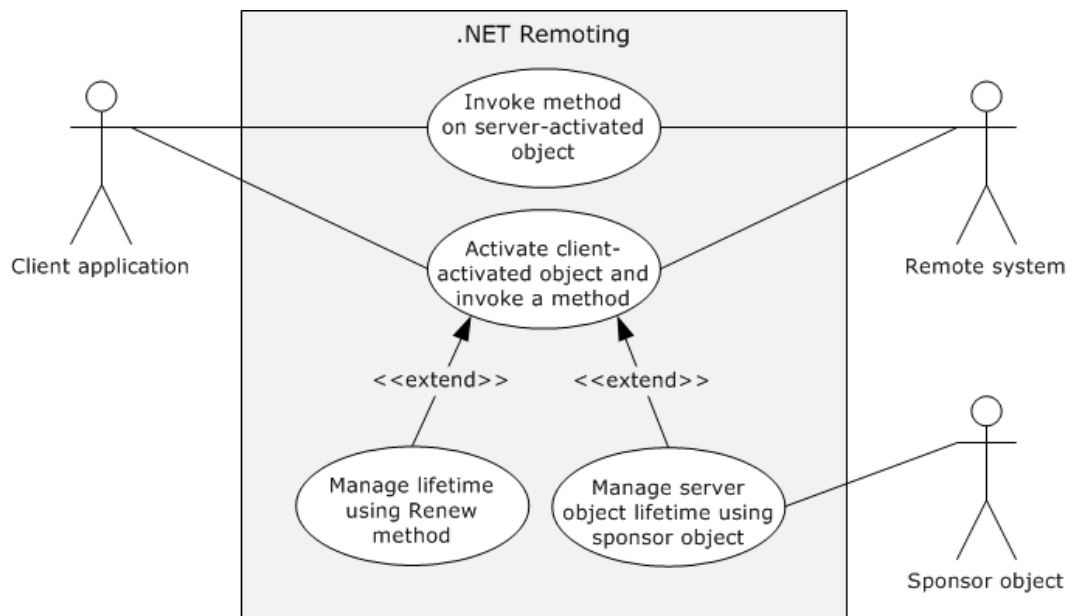 .NET Remoting
Invoke method
on server-activated
object
Client application
Remote system
Activate client-
activated object and
invoke a method
<<extend>>
<<extend>>
Manage lifetime
using Renew
method
Manage server
object lifetime using
sponsor object
Sponsor object